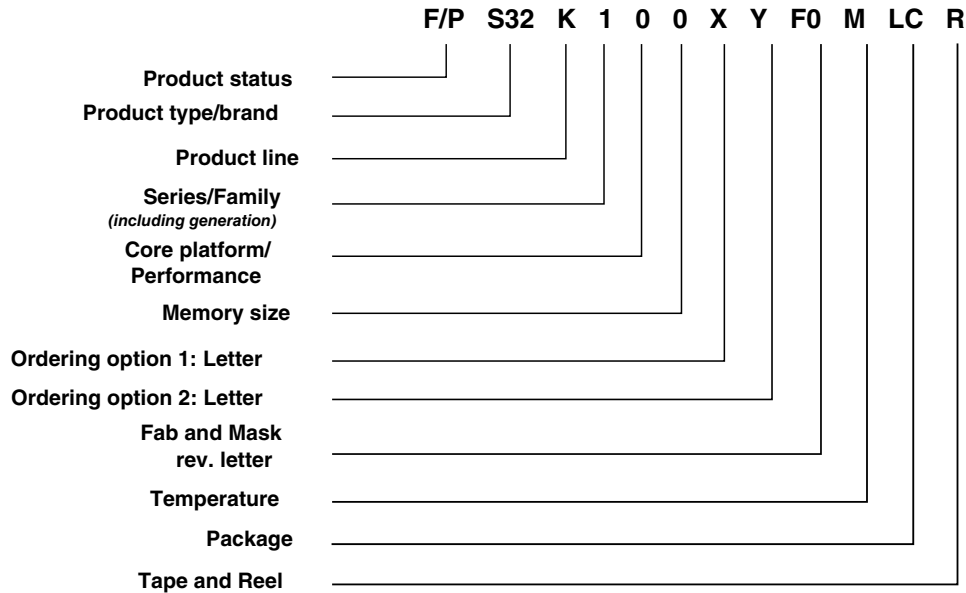 F/P S32 K 1 0 0 X Y F0 M LC R
Product status
Product type/brand
Product line
Series/Family
(including generation)
Core platform/
Performance
Memory size
Ordering option 1: Letter
Ordering option 2: Letter
Fab and Mask
rev. letter
Temperature
Package
Tape and Reel